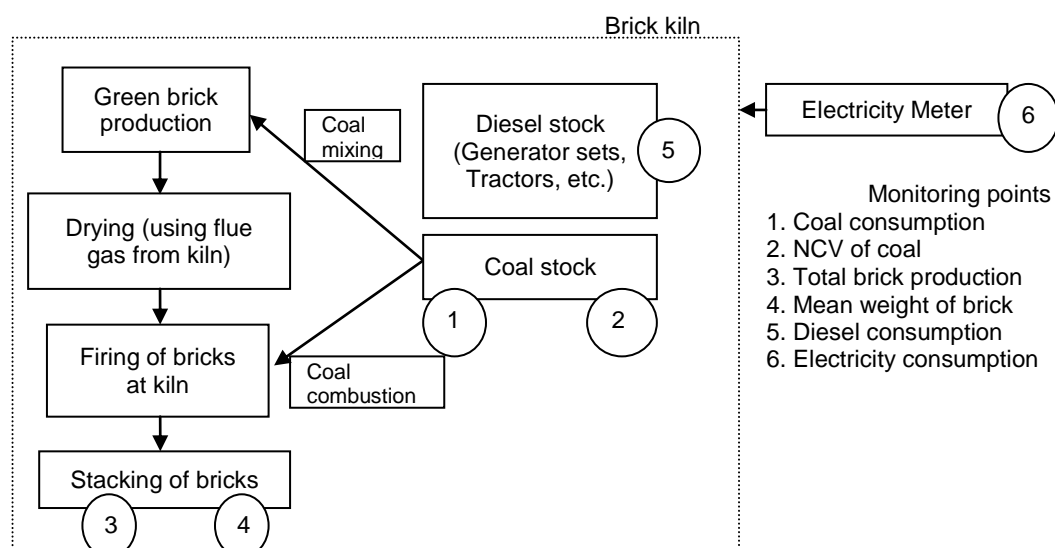 Brick kiln
Green brick
production
Coal
mixing
Diesel stock
(Generator sets,
Tractors, etc.)
5
Electricity Meter
6
Drying (using flue
gas from kiln)
Coal stock
1
2
Monitoring points
1. Coal consumption
2. NCV of coal
3. Total brick production
4. Mean weight of brick
5. Diesel consumption
6. Electricity consumption
Firing of bricks
at kiln
Coal
combustion
Stacking of bricks
3
4